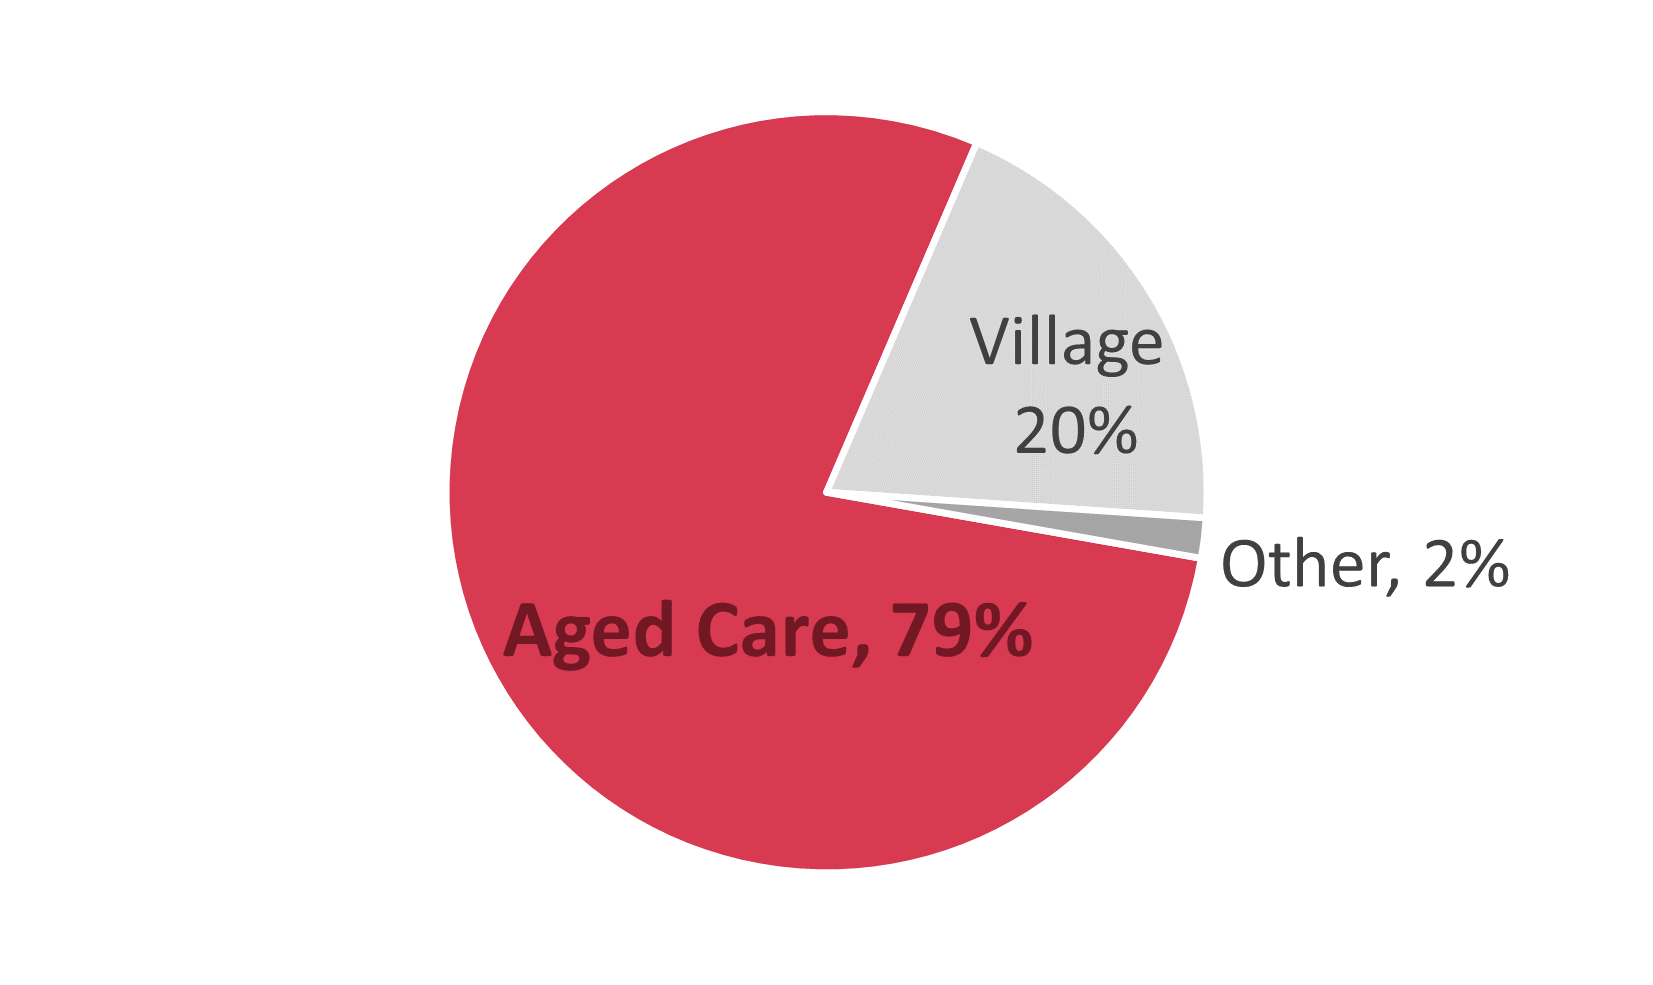 Village
20%
Other, 2%
Aged Care, 79%